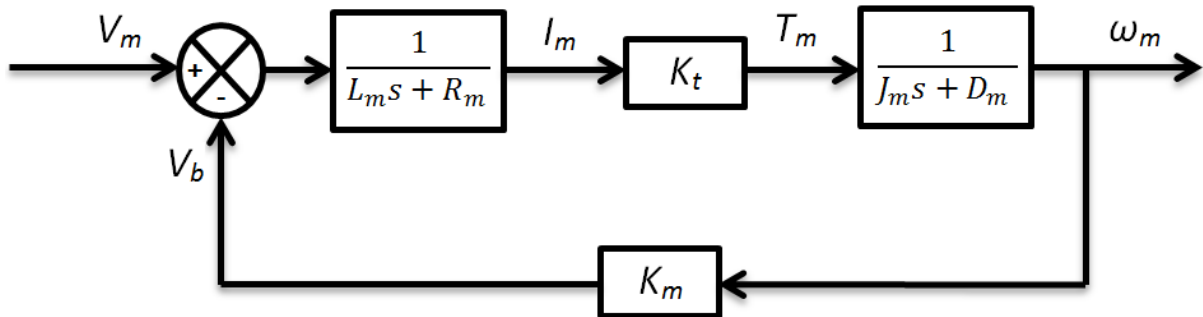 V_m
+
-
V_b
1
L_m s + R_m
I_m
K_t
T_m
1
J_m s + D_m
ω_m
K_m